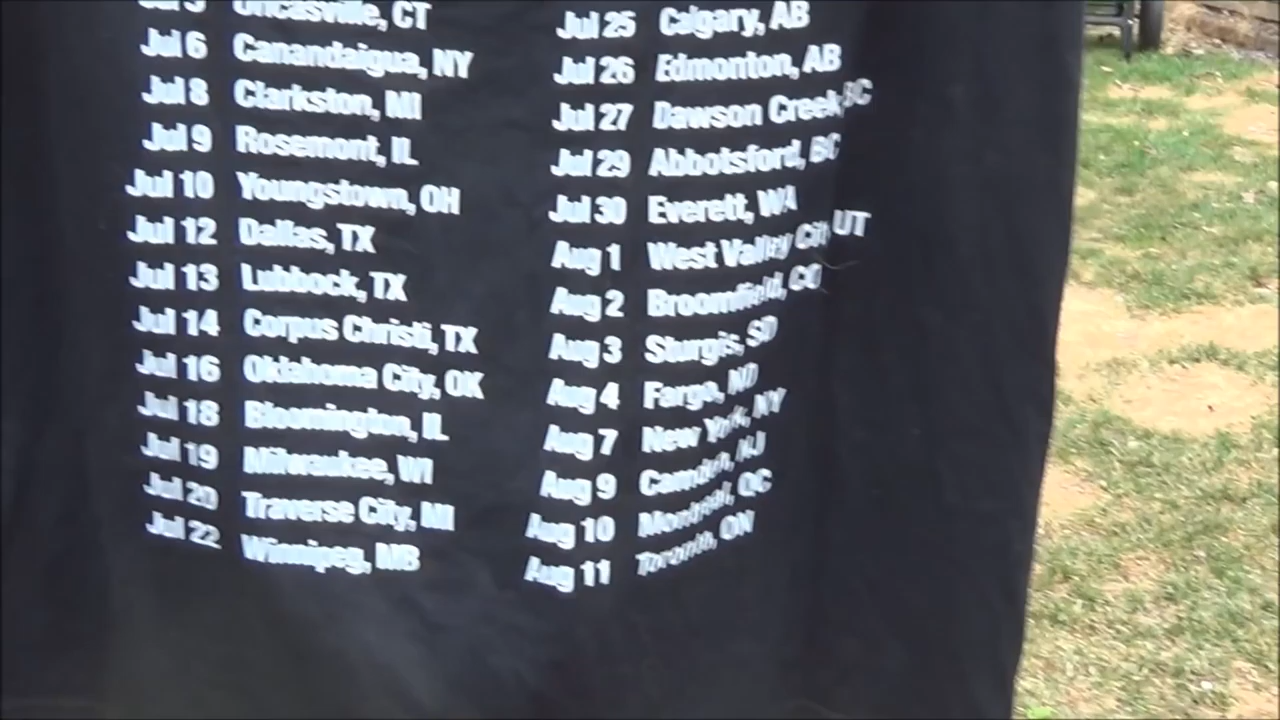 Jul 5 Uncasville, CT
Jul 6 Canandaigua, NY
Jul 8 Clarkston, MI
Jul 9 Rosemont, IL
Jul 10 Youngstown, OH
Jul 12 Dallas, TX
Jul 13 Lubbock, TX
Jul 14 Corpus Christi, TX
Jul 16 Oklahoma City, OK
Jul 18 Bloomington, IL
Jul 19 Milwaukee, WI
Jul 20 Traverse City, MI
Jul 22 Winnipeg, MB
Jul 25 Calgary, AB
Jul 26 Edmonton, AB
Jul 27 Dawson Creek, BC
Jul 29 Abbotsford, BC
Jul 30 Everett, WA
Aug 1 West Valley City, UT
Aug 2 Broomfield, CO
Aug 3 Sturgis, SD
Aug 4 Fargo, ND
Aug 7 New York, NY
Aug 9 Camden, NJ
Aug 10 Montreal, QC
Aug 11 Toronto, ON